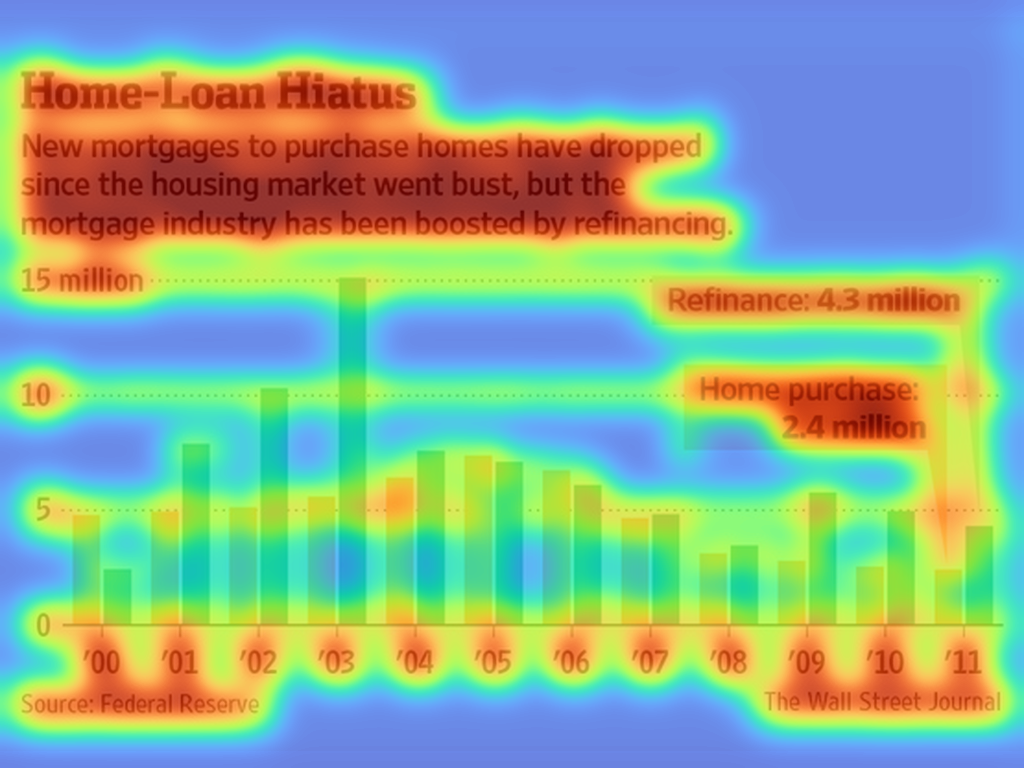 Home-Loan Hiatus
New mortgages to purchase homes have dropped
since the housing market went bust, but the
mortgage industry has been boosted by refinancing.
15 million
Refinance: 4.3 million
10
Home purchase:
2.4 million
5
0
'00 '01 '02 '03 '04 '05 '06 '07 '08 '09 '10 '11
Source: Federal Reserve
The Wall Street Journal